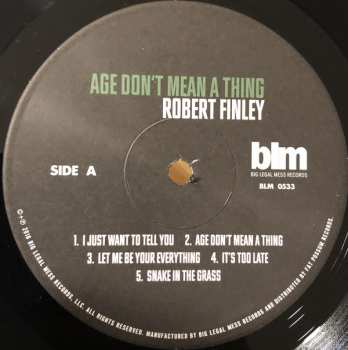 AGE DON'T MEAN A THING
ROBERT FINLEY
SIDE A
blm
BIG LEGAL MESS RECORDS
BLM 0533
1. I JUST WANT TO TELL YOU 2. AGE DON'T MEAN A THING
3. LET ME BE YOUR EVERYTHING 4. IT'S TOO LATE
5. SNAKE IN THE GRASS
©+℗ 2016 BIG LEGAL MESS RECORDS, LLC. ALL RIGHTS RESERVED. MANUFACTURED BY BIG LEGAL MESS RECORDS AND DISTRIBUTED BY FAT POSSUM RECORDS.